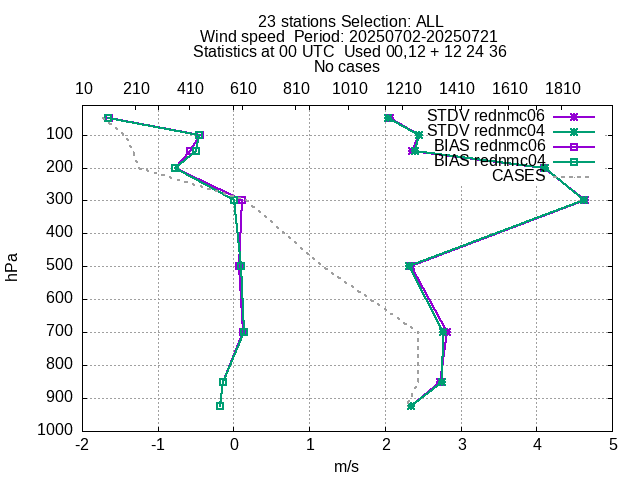 23 stations Selection: ALL
Wind speed  Period: 20250702-20250721
Statistics at 00 UTC  Used 00,12 + 12 24 36
No cases
10 210 410 610 810 1010 1210 1410 1610 1810
STDV rednmc06
STDV rednmc04
BIAS rednmc06
BIAS rednmc04
CASES
100
200
300
400
500
600
700
800
900
1000
hPa
-2 -1 0 1 2 3 4 5
m/s